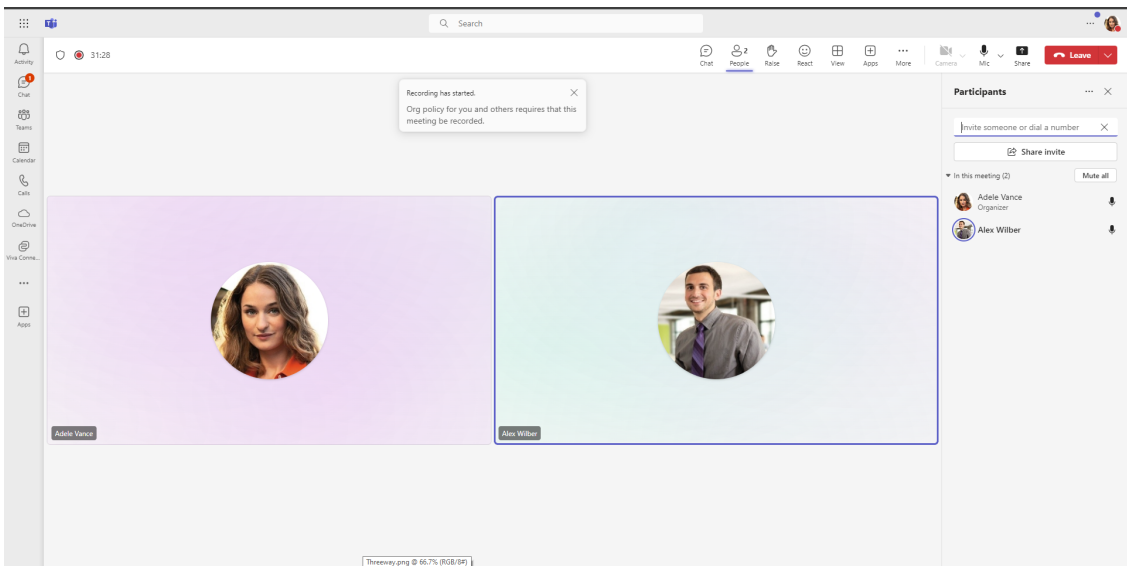 Search
Activity
Chat
1
Teams
Calendar
Calls
OneDrive
Viva Conne...
Apps
31:28
Chat
2
People
Raise
React
View
Apps
More
Camera
Mic
Share
Leave
Recording has started.
Org policy for you and others requires that this
meeting be recorded.
Adele Vance
Alex Wilber
Participants
Invite someone or dial a number
Share invite
In this meeting (2)
Mute all
Adele Vance
Organizer
Alex Wilber
Threeway.png @ 66.7% (RGB/8#)